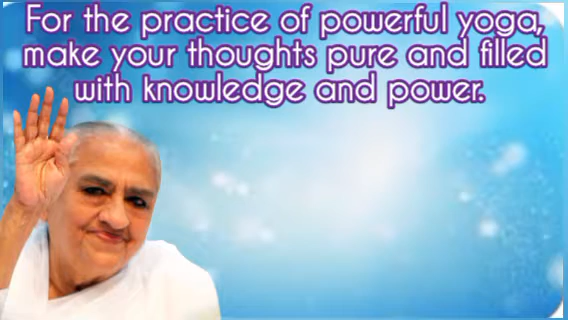 For the practice of powerful yoga,
make your thoughts pure and filled
with knowledge and power.